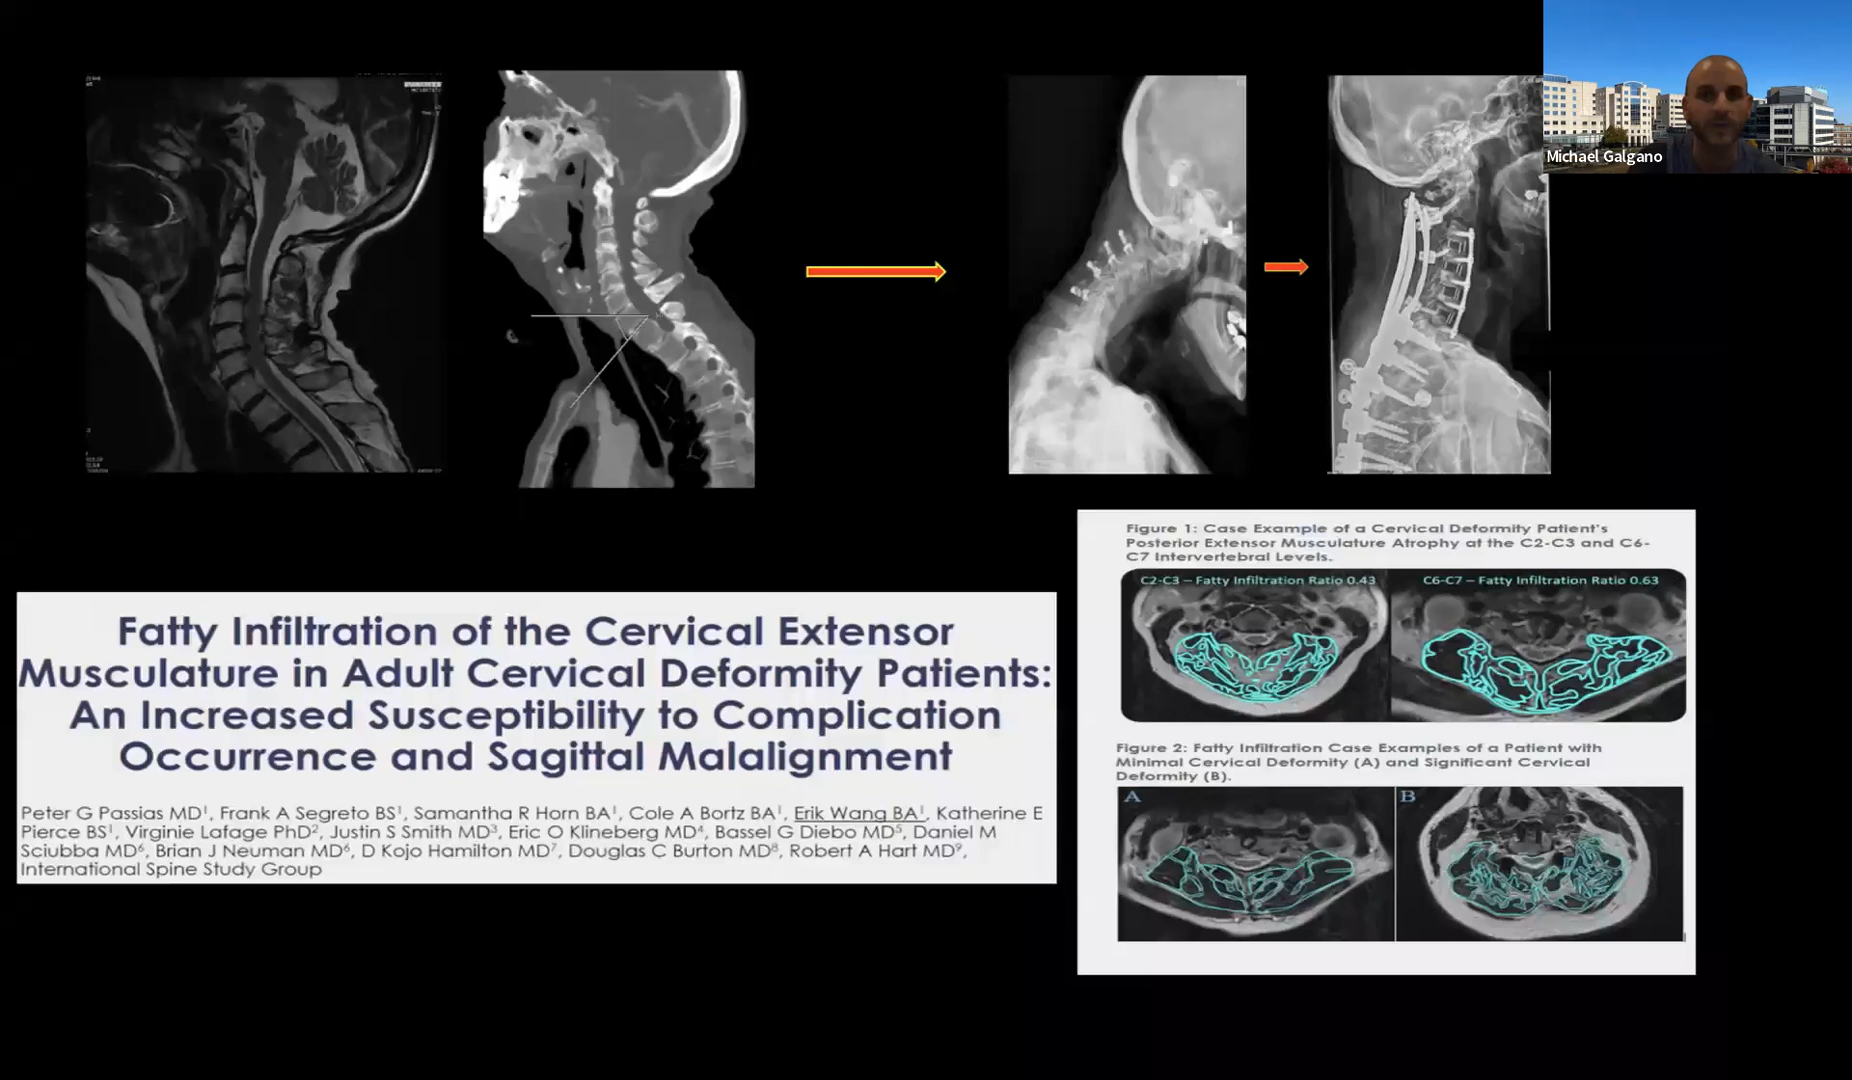 Michael Galgano
Figure 1: Case Example of a Cervical Deformity Patient's
Posterior Extensor Musculature Atrophy at the C2-C3 and C6-
C7 Intervertebral Levels.
C2-C3 – Fatty Infiltration Ratio 0.43
C6-C7 – Fatty Infiltration Ratio 0.63
Figure 2: Fatty Infiltration Case Examples of a Patient with
Minimal Cervical Deformity (A) and Significant Cervical
Deformity (B).
A
B
Fatty Infiltration of the Cervical Extensor
Musculature in Adult Cervical Deformity Patients:
An Increased Susceptibility to Complication
Occurrence and Sagittal Malalignment
Peter G Passias MD¹, Frank A Segreto BS¹, Samantha R Horn BA¹, Cole A Bortz BA¹, Erik Wang BA¹, Katherine E
Pierce BS¹, Virginie Lafage PhD², Justin S Smith MD³, Eric O Klineberg MD⁴, Bassel G Diebo MD⁵, Daniel M
Sciubba MD⁶, Brian J Neuman MD⁶, D Kojo Hamilton MD⁷, Douglas C Burton MD⁸, Robert A Hart MD⁹,
International Spine Study Group